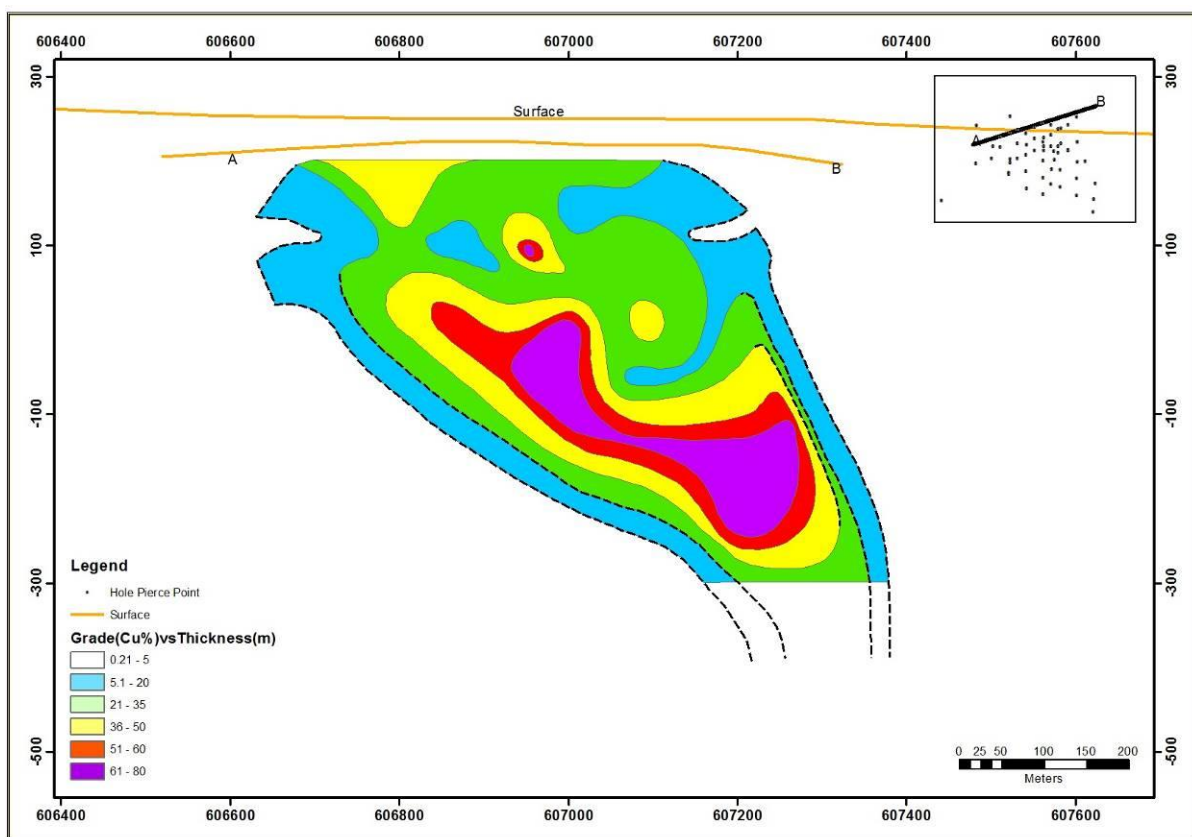 606400 606600 606800 607000 607200 607400 607600
300 300
Surface
A B
A B
100 100
-100 -100
-300 -300
-500 -500
Legend
Hole Pierce Point
Surface
Grade(Cu%)vsThickness(m)
0.21 - 5
5.1 - 20
21 - 35
36 - 50
51 - 60
61 - 80
0 25 50 100 150 200
Meters
606400 606600 606800 607000 607200 607400 607600